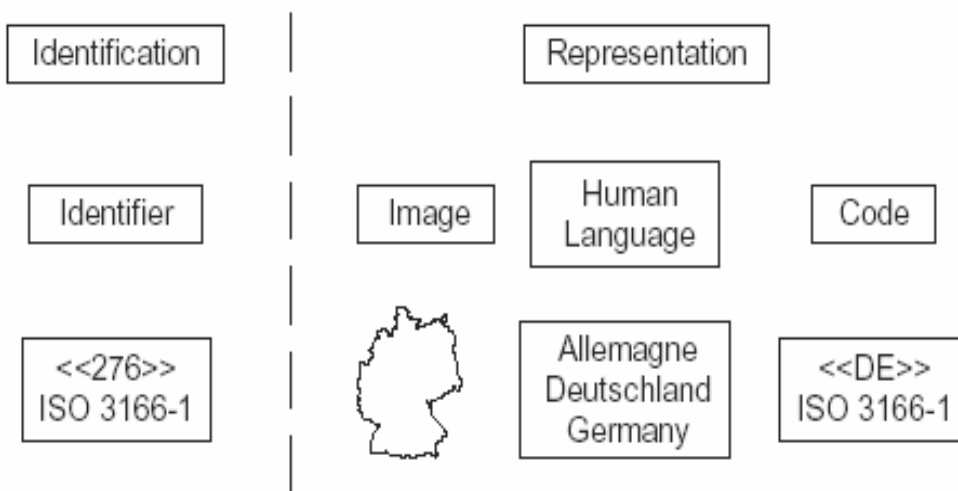 Identification
Representation
Identifier
Image
Human
Language
Code
<<276>>
ISO 3166-1
Allemagne
Deutschland
Germany
<<DE>>
ISO 3166-1